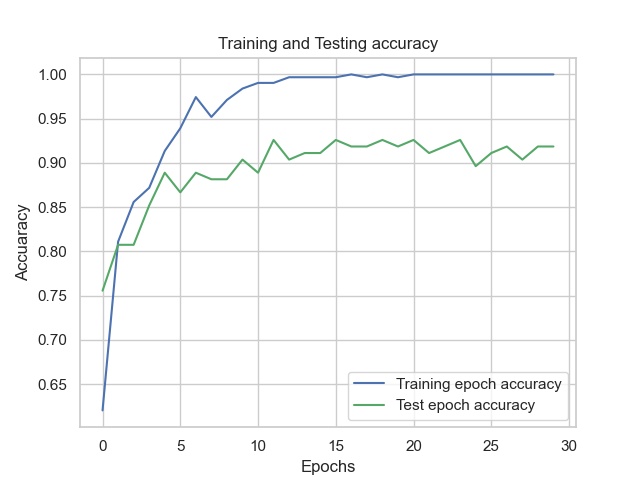 Training and Testing accuracy
1.00
0.95
0.90
0.85
0.80
0.75
0.70
0.65
Accuaracy
Training epoch accuracy
Test epoch accuracy
0 5 10 15 20 25 30
Epochs